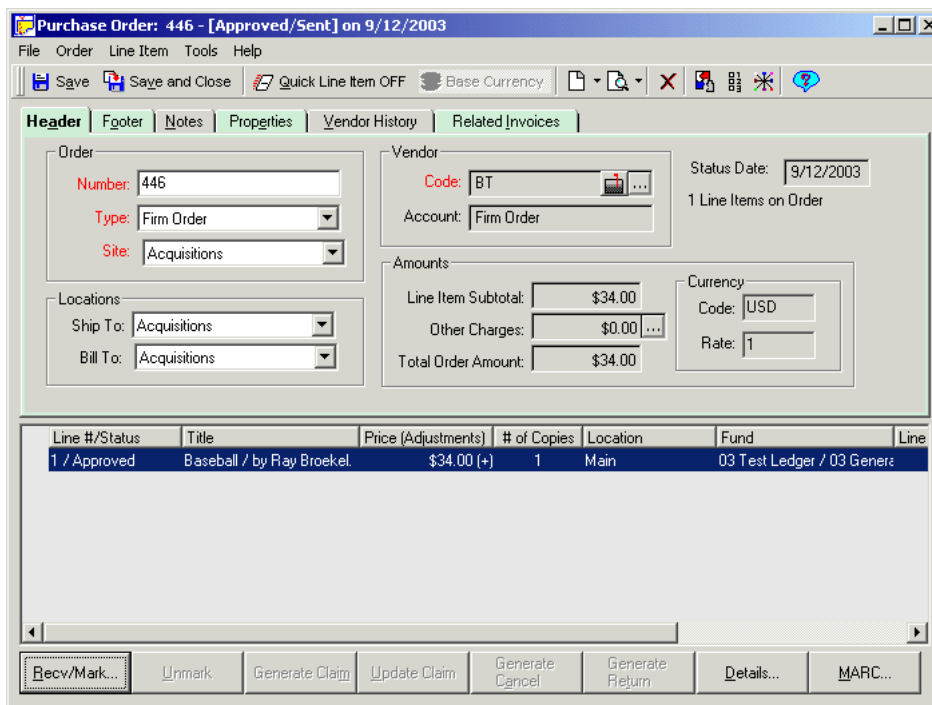 Purchase Order: 446 - [Approved/Sent] on 9/12/2003
File Order Line Item Tools Help
Save Save and Close Quick Line Item OFF Base Currency
Header Footer Notes Properties Vendor History Related Invoices
Order
Number: 446
Type: Firm Order
Site: Acquisitions
Locations
Ship To: Acquisitions
Bill To: Acquisitions
Vendor
Code: BT ...
Account: Firm Order
Status Date: 9/12/2003
1 Line Items on Order
Amounts
Line Item Subtotal: $34.00
Other Charges: $0.00 ...
Total Order Amount: $34.00
Currency
Code: USD
Rate: 1
Line #/Status Title Price (Adjustments) # of Copies Location Fund Line
1 / Approved Baseball / by Ray Broekel. $34.00 (+) 1 Main 03 Test Ledger / 03 Genera
Recv/Mark... Unmark Generate Claim Update Claim Generate Cancel Generate Return Details... MARC...